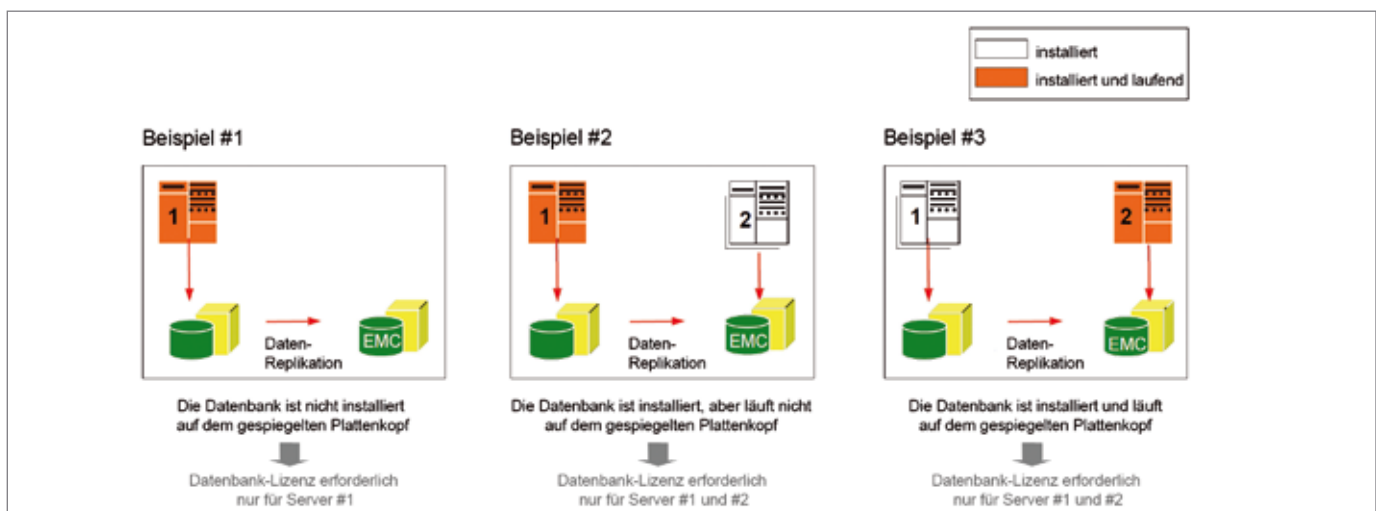 installiert
installiert und laufend
Beispiel #1
Beispiel #2
Beispiel #3
1
1
2
1
2
EMC
EMC
EMC
Daten-
Replikation
Daten-
Replikation
Daten-
Replikation
Die Datenbank ist nicht installiert
auf dem gespiegelten Plattenkopf
Die Datenbank ist installiert, aber läuft nicht
auf dem gespiegelten Plattenkopf
Die Datenbank ist installiert und läuft
auf dem gespiegelten Plattenkopf
Datenbank-Lizenz erforderlich
nur für Server #1
Datenbank-Lizenz erforderlich
nur für Server #1 und #2
Datenbank-Lizenz erforderlich
nur für Server #1 und #2